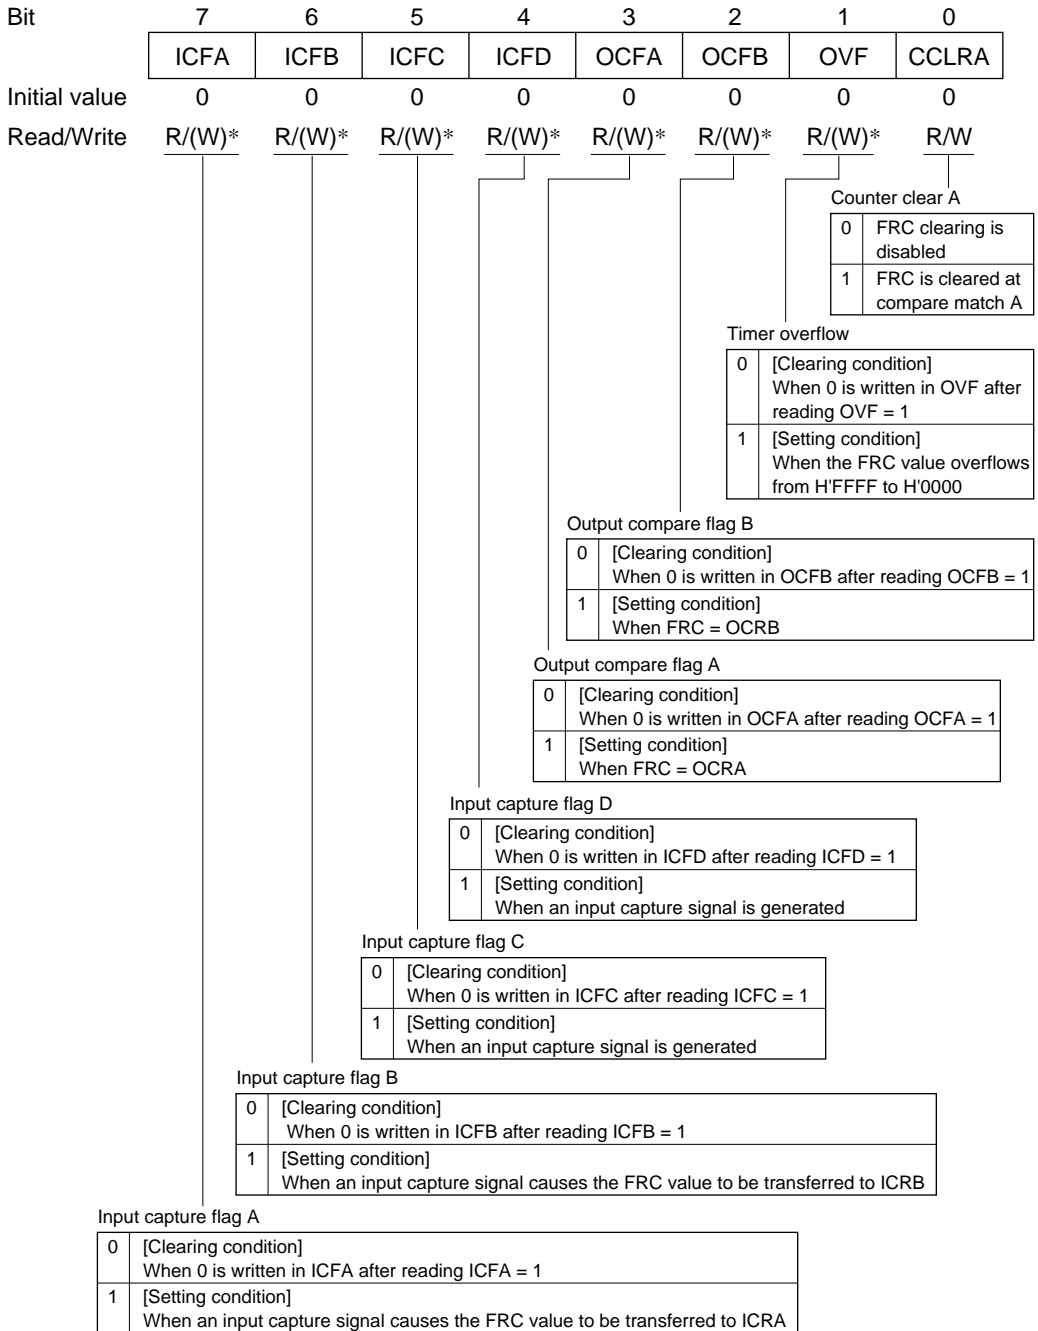 Bit 7 6 5 4 3 2 1 0
ICFA ICFB ICFC ICFD OCFA OCFB OVF CCLRA
Initial value 0 0 0 0 0 0 0 0
Read/Write R/(W)* R/(W)* R/(W)* R/(W)* R/(W)* R/(W)* R/(W)* R/W
Counter clear A
0 FRC clearing is
disabled
1 FRC is cleared at
compare match A
Timer overflow
0 [Clearing condition]
When 0 is written in OVF after
reading OVF = 1
1 [Setting condition]
When the FRC value overflows
from H'FFFF to H'0000
Output compare flag B
0 [Clearing condition]
When 0 is written in OCFB after reading OCFB = 1
1 [Setting condition]
When FRC = OCRB
Output compare flag A
0 [Clearing condition]
When 0 is written in OCFA after reading OCFA = 1
1 [Setting condition]
When FRC = OCRA
Input capture flag D
0 [Clearing condition]
When 0 is written in ICFD after reading ICFD = 1
1 [Setting condition]
When an input capture signal is generated
Input capture flag C
0 [Clearing condition]
When 0 is written in ICFC after reading ICFC = 1
1 [Setting condition]
When an input capture signal is generated
Input capture flag B
0 [Clearing condition]
When 0 is written in ICFB after reading ICFB = 1
1 [Setting condition]
When an input capture signal causes the FRC value to be transferred to ICRB
Input capture flag A
0 [Clearing condition]
When 0 is written in ICFA after reading ICFA = 1
1 [Setting condition]
When an input capture signal causes the FRC value to be transferred to ICRA